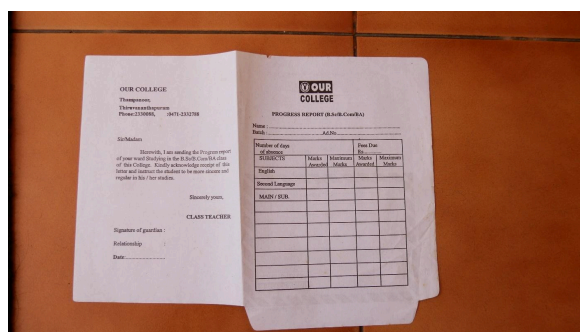 OUR COLLEGE
Thampanoor,
Thiruvananthapuram
Phone:2330080, :0471-2332780
Sir/Madam
Herewith, I am sending the Progress report
of your ward Studying in the B.Sc/B.Com/BA class
of this College. Kindly acknowledge receipt of this
letter and instruct the student to be more sincere and
regular in his / her studies.
Sincerely yours,
CLASS TEACHER
Signature of guardian :
Relationship :
Date:
OUR
COLLEGE
PROGRESS REPORT (B.Sc/B.Com/BA)
Name :
Batch: Ad.No
Number of days
of absence
Fees Due
Rs.
SUBJECTS Marks Awarded Maximum Marks Marks Awarded Maximum Marks
English
Second Language
MAIN / SUB.